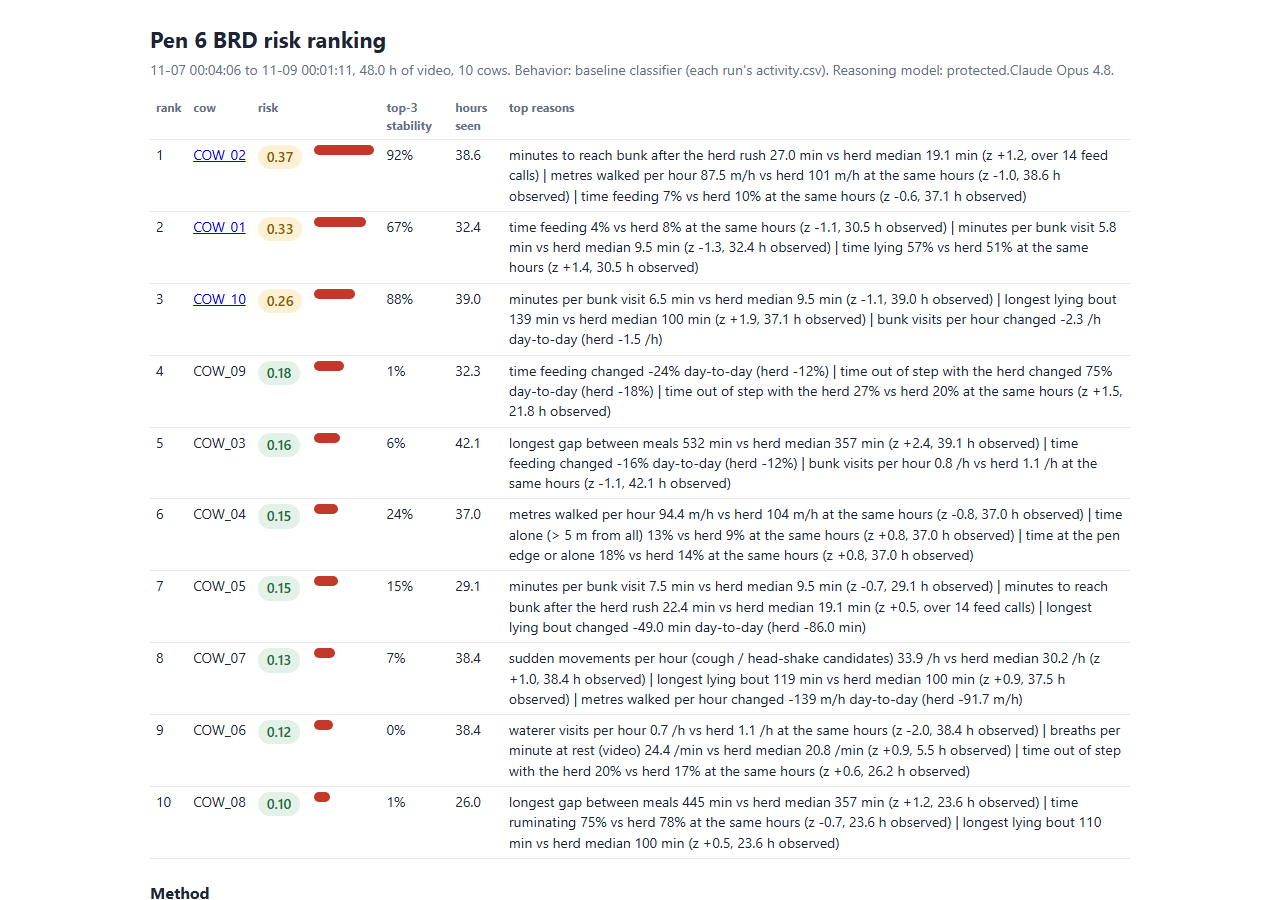 Pen 6 BRD risk ranking
11-07 00:04:06 to 11-09 00:01:11, 48.0 h of video, 10 cows. Behavior: baseline classifier (each run's activity.csv). Reasoning model: protected.Claude Opus 4.8.
rank cow risk top-3 hours top reasons
stability seen
1 COW_02 0.37 92% 38.6 minutes to reach bunk after the herd rush 27.0 min vs herd median 19.1 min (z +1.2, over 14 feed
calls) | metres walked per hour 87.5 m/h vs herd 101 m/h at the same hours (z -1.0, 38.6 h
observed) | time feeding 7% vs herd 10% at the same hours (z -0.6, 37.1 h observed)
2 COW_01 0.33 67% 32.4 time feeding 4% vs herd 8% at the same hours (z -1.1, 30.5 h observed) | minutes per bunk visit 5.8
min vs herd median 9.5 min (z -1.3, 32.4 h observed) | time lying 57% vs herd 51% at the same
hours (z +1.4, 30.5 h observed)
3 COW_10 0.26 88% 39.0 minutes per bunk visit 6.5 min vs herd median 9.5 min (z -1.1, 39.0 h observed) | longest lying bout
139 min vs herd median 100 min (z +1.9, 37.1 h observed) | bunk visits per hour changed -2.3 /h
day-to-day (herd -1.5 /h)
4 COW_09 0.18 1% 32.3 time feeding changed -24% day-to-day (herd -12%) | time out of step with the herd changed 75%
day-to-day (herd -18%) | time out of step with the herd 27% vs herd 20% at the same hours (z +1.5,
21.8 h observed)
5 COW_03 0.16 6% 42.1 longest gap between meals 532 min vs herd median 357 min (z +2.4, 39.1 h observed) | time
feeding changed -16% day-to-day (herd -12%) | bunk visits per hour 0.8 /h vs herd 1.1 /h at the
same hours (z -1.1, 42.1 h observed)
6 COW_04 0.15 24% 37.0 metres walked per hour 94.4 m/h vs herd 104 m/h at the same hours (z -0.8, 37.0 h observed) | time
alone (> 5 m from all) 13% vs herd 9% at the same hours (z +0.8, 37.0 h observed) | time at the pen
edge or alone 18% vs herd 14% at the same hours (z +0.8, 37.0 h observed)
7 COW_05 0.15 15% 29.1 minutes per bunk visit 7.5 min vs herd median 9.5 min (z -0.7, 29.1 h observed) | minutes to reach
bunk after the herd rush 22.4 min vs herd median 19.1 min (z +0.5, over 14 feed calls) | longest
lying bout changed -49.0 min day-to-day (herd -86.0 min)
8 COW_07 0.13 7% 38.4 sudden movements per hour (cough / head-shake candidates) 33.9 /h vs herd median 30.2 /h (z
+1.0, 38.4 h observed) | longest lying bout 119 min vs herd median 100 min (z +0.9, 37.5 h
observed) | metres walked per hour changed -139 m/h day-to-day (herd -91.7 m/h)
9 COW_06 0.12 0% 38.4 waterer visits per hour 0.7 /h vs herd 1.1 /h at the same hours (z -2.0, 38.4 h observed) | breaths per
minute at rest (video) 24.4 /min vs herd median 20.8 /min (z +0.9, 5.5 h observed) | time out of step
with the herd 20% vs herd 17% at the same hours (z +0.6, 26.2 h observed)
10 COW_08 0.10 1% 26.0 longest gap between meals 445 min vs herd median 357 min (z +1.2, 23.6 h observed) | time
ruminating 75% vs herd 78% at the same hours (z -0.7, 23.6 h observed) | longest lying bout 110
min vs herd median 100 min (z +0.5, 23.6 h observed)
Method